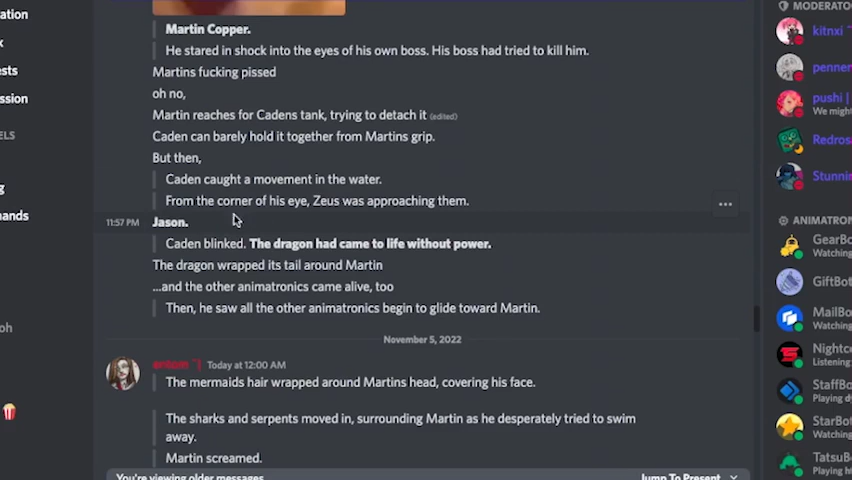 ation
MODERATO
Martin Copper.
kitnxi
He stared in shock into the eyes of his own boss. His boss had tried to kill him.
ests
Martins fucking pissed
penner
oh no,
ssion
pushi |
Martin reaches for Cadens tank, trying to detach it (edited)
We might
Caden can barely hold it together from Martins grip.
ELS
Redros
But then,
Caden caught a movement in the water.
Stunnin
From the corner of his eye, Zeus was approaching them.
mands
11:57 PM Jason.
ANIMATRON
Caden blinked. The dragon had came to life without power.
GearBo
Watching
The dragon wrapped its tail around Martin
...and the other animatronics came alive, too
GiftBot
Then, he saw all the other animatronics begin to glide toward Martin.
MailBo
Watching
oh
November 5, 2022
Nightc
Listening
Today at 12:00 AM
The mermaids hair wrapped around Martins head, covering his face.
StaffBo
Playing dy
The sharks and serpents moved in, surrounding Martin as he desperately tried to swim
away.
StarBot
Watching
Martin screamed.
TatsuB
Playing h
You're viewing older messages
Jump To Present